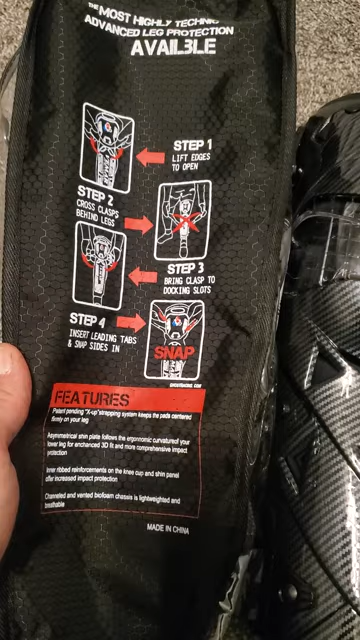 THE MOST HIGHLY TECHNIC
ADVANCED LEG PROTECTION
AVAIL3LE
STEP 1
LIFT EDGES
TO OPEN
STEP 2
CROSS CLASPS
BEHIND LEGS
STEP 3
BRING CLASP TO
DOCKING SLOTS
STEP 4
INSERT LEADING TABS
& SNAP SIDES IN
SNAP
FEATURES
Patent pending "X-up" strapping system keeps the pads centered
firmly on your leg
Asymmetrical shin plate follows the ergonomic curvatures of your
lower leg for enchanced 3D fit and more comprehensive impact
protection
Inner ribbed reinforcements on the knee cup and shin panel
offer increased impact protection
Channeled and vented biofoam chassis is lightweight and
breathable
MADE IN CHINA